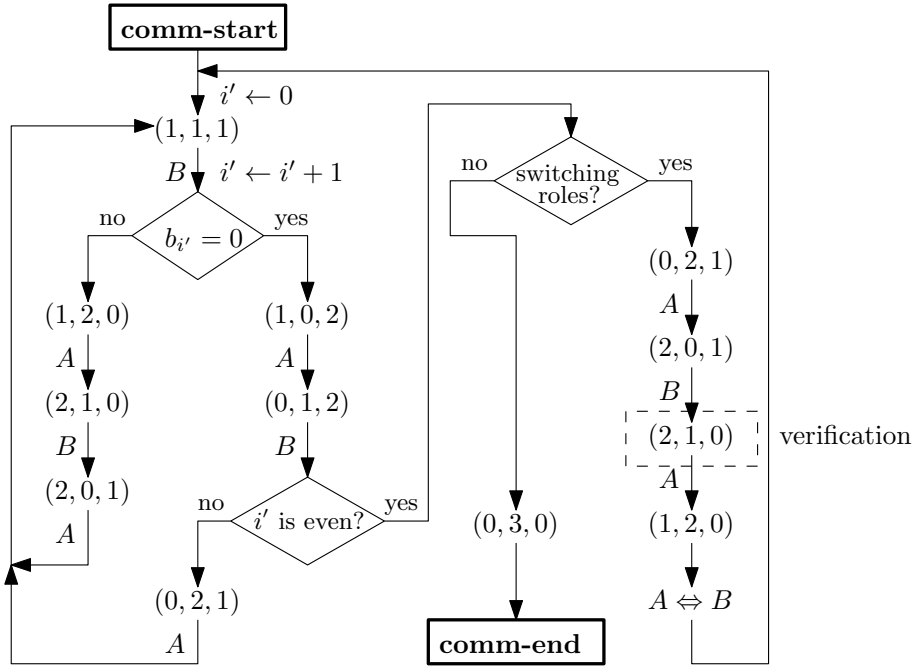 comm-start
i′ ← 0
(1, 1, 1)
B
i′ ← i′ + 1
no
b_{i′} = 0
yes
(1, 2, 0)
A
(2, 1, 0)
B
(2, 0, 1)
A
(1, 0, 2)
A
(0, 1, 2)
B
no
i′ is even?
yes
(0, 2, 1)
A
no
switching
roles?
yes
(0, 3, 0)
comm-end
(0, 2, 1)
A
(2, 0, 1)
B
(2, 1, 0)
verification
A
(1, 2, 0)
A ⇔ B